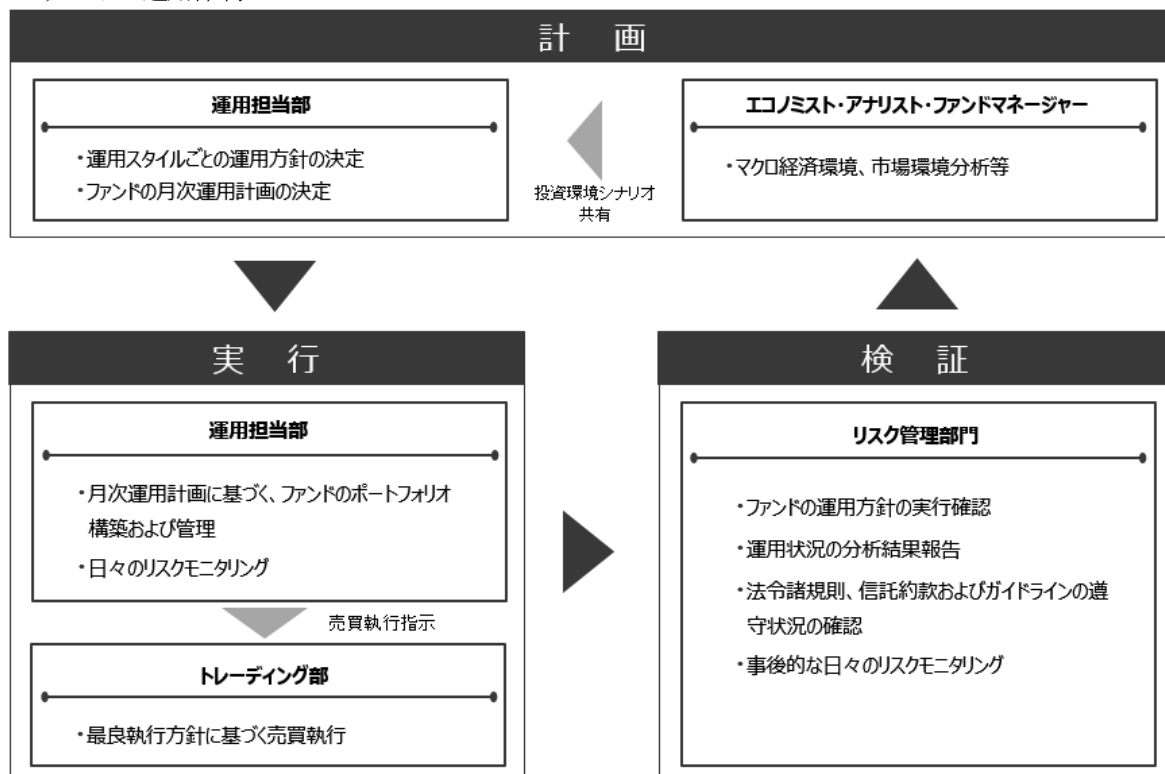 計 画
運用担当部
・運用スタイルごとの運用方針の決定
・ファンドの月次運用計画の決定
投資環境シナリオ
共有
エコノミスト・アナリスト・ファンドマネージャー
・マクロ経済環境、市場環境分析等
実 行
運用担当部
・月次運用計画に基づく、ファンドのポートフォリオ
構築および管理
・日々のリスクモニタリング
売買執行指示
トレーディング部
・最良執行方針に基づく売買執行
検 証
リスク管理部門
・ファンドの運用方針の実行確認
・運用状況の分析結果報告
・法令諸規則、信託約款およびガイドラインの遵
守状況の確認
・事後的な日々のリスクモニタリング